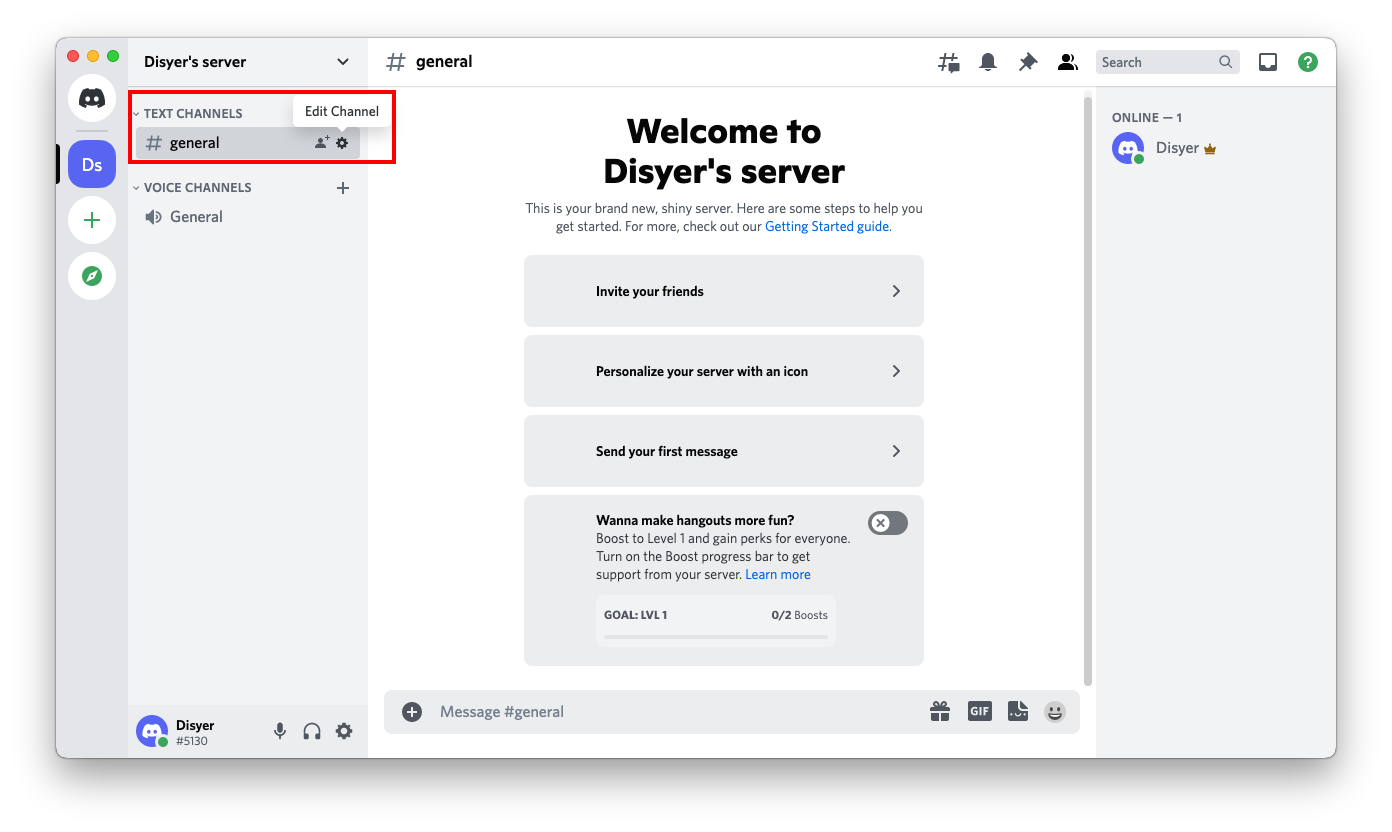 Disyer's server
general
Search
TEXT CHANNELS
Edit Channel
general
Ds
VOICE CHANNELS
General
Welcome to
Disyer's server
This is your brand new, shiny server. Here are some steps to help you
get started. For more, check out our Getting Started guide.
Invite your friends
Personalize your server with an icon
Send your first message
Wanna make hangouts more fun?
Boost to Level 1 and gain perks for everyone.
Turn on the Boost progress bar to get
support from your server. Learn more
GOAL: LVL 1 0/2 Boosts
Message #general
GIF
ONLINE — 1
Disyer
Disyer
#5130